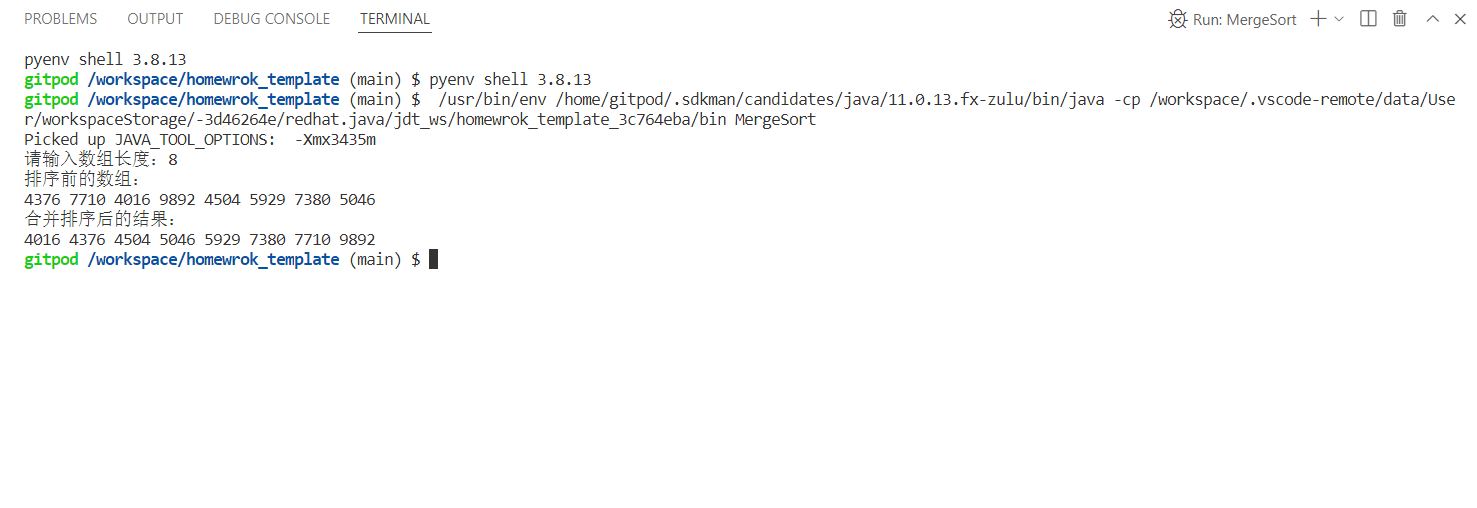 PROBLEMS OUTPUT DEBUG CONSOLE TERMINAL Run: MergeSort
pyenv shell 3.8.13
gitpod /workspace/homewrok_template (main) $ pyenv shell 3.8.13
gitpod /workspace/homewrok_template (main) $  /usr/bin/env /home/gitpod/.sdkman/candidates/java/11.0.13.fx-zulu/bin/java -cp /workspace/.vscode-remote/data/Use
r/workspaceStorage/-3d46264e/redhat.java/jdt_ws/homewrok_template_3c764eba/bin MergeSort
Picked up JAVA_TOOL_OPTIONS:  -Xmx3435m
请输入数组长度：8
排序前的数组：
4376 7710 4016 9892 4504 5929 7380 5046
合并排序后的结果：
4016 4376 4504 5046 5929 7380 7710 9892
gitpod /workspace/homewrok_template (main) $